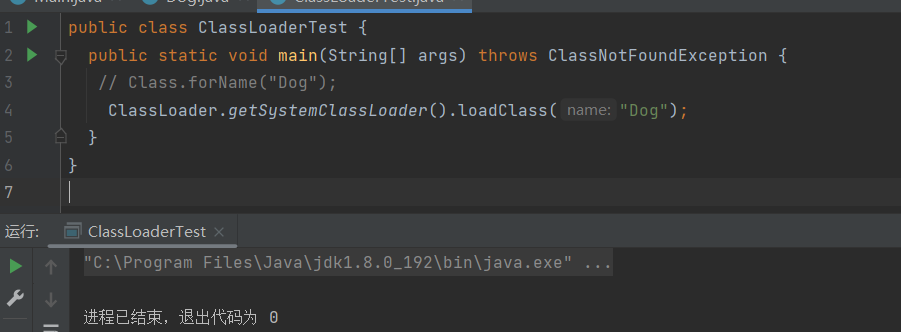 Main.java Dog.java ClassLoaderTest.java
1 public class ClassLoaderTest {
2 public static void main(String[] args) throws ClassNotFoundException {
3 // Class.forName("Dog");
4 ClassLoader.getSystemClassLoader().loadClass( name: "Dog");
5 }
6 }
7
运行: ClassLoaderTest ×
"C:\Program Files\Java\jdk1.8.0_192\bin\java.exe" ...
进程已结束，退出代码为 0